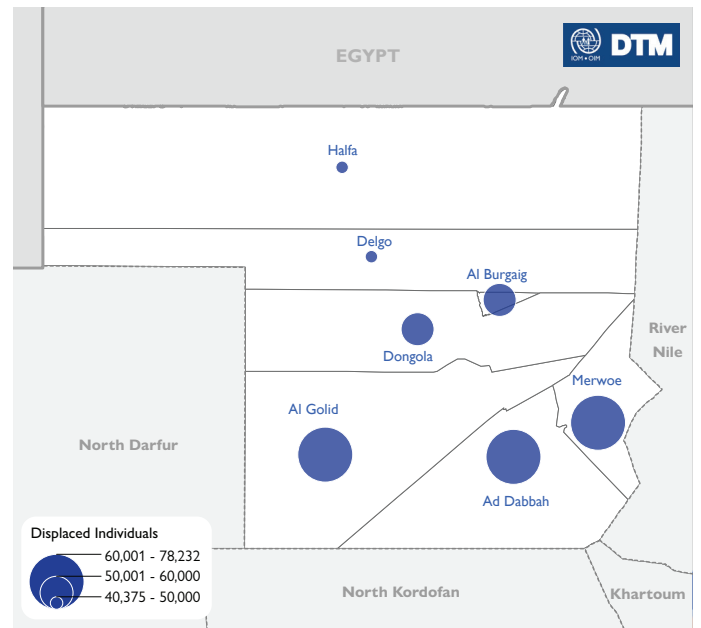 EGYPT
IOM • OIM
DTM
Halfa
Delgo
Al Burgaig
River
Nile
Dongola
Merwoe
Al Golid
North Darfur
Ad Dabbah
Displaced Individuals
60,001 - 78,232
50,001 - 60,000
40,375 - 50,000
North Kordofan
Khartoum